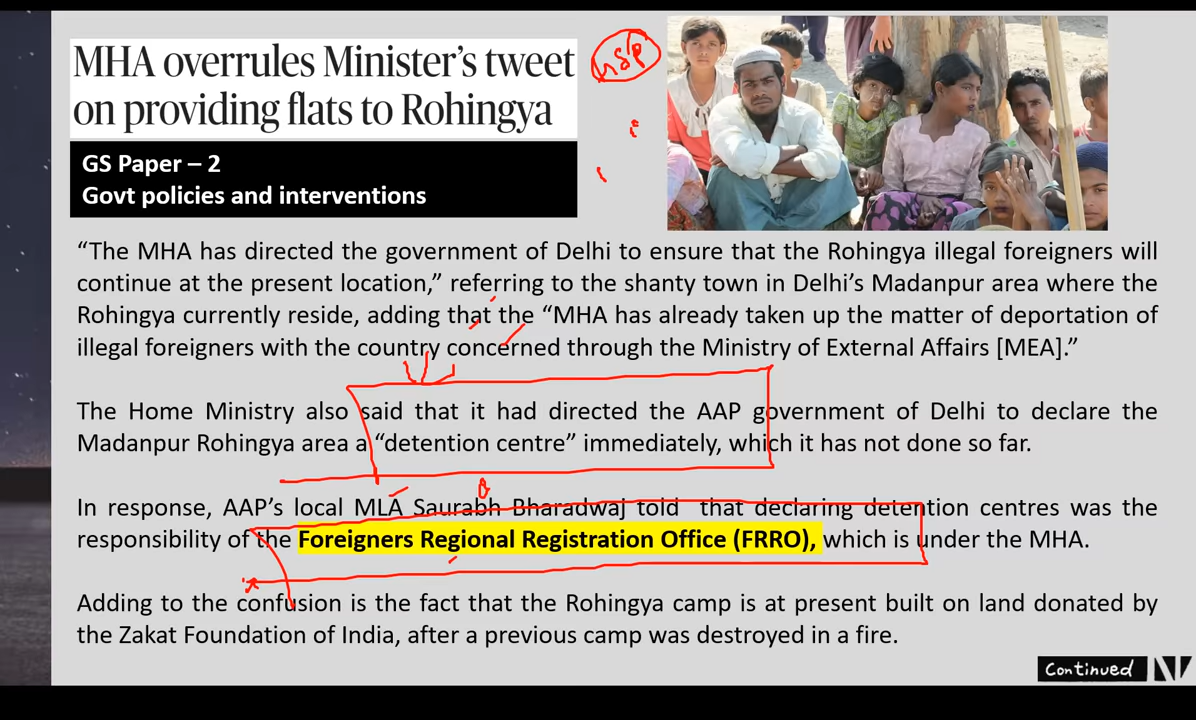 MHA overrules Minister's tweet
on providing flats to Rohingya
GS Paper – 2
Govt policies and interventions
“The MHA has directed the government of Delhi to ensure that the Rohingya illegal foreigners will
continue at the present location,” referring to the shanty town in Delhi’s Madanpur area where the
Rohingya currently reside, adding that the “MHA has already taken up the matter of deportation of
illegal foreigners with the country concerned through the Ministry of External Affairs [MEA].”
The Home Ministry also said that it had directed the AAP government of Delhi to declare the
Madanpur Rohingya area a “detention centre” immediately, which it has not done so far.
In response, AAP’s local MLA Saurabh Bharadwaj told that declaring detention centres was the
responsibility of the Foreigners Regional Registration Office (FRRO), which is under the MHA.
Adding to the confusion is the fact that the Rohingya camp is at present built on land donated by
the Zakat Foundation of India, after a previous camp was destroyed in a fire.
Continued